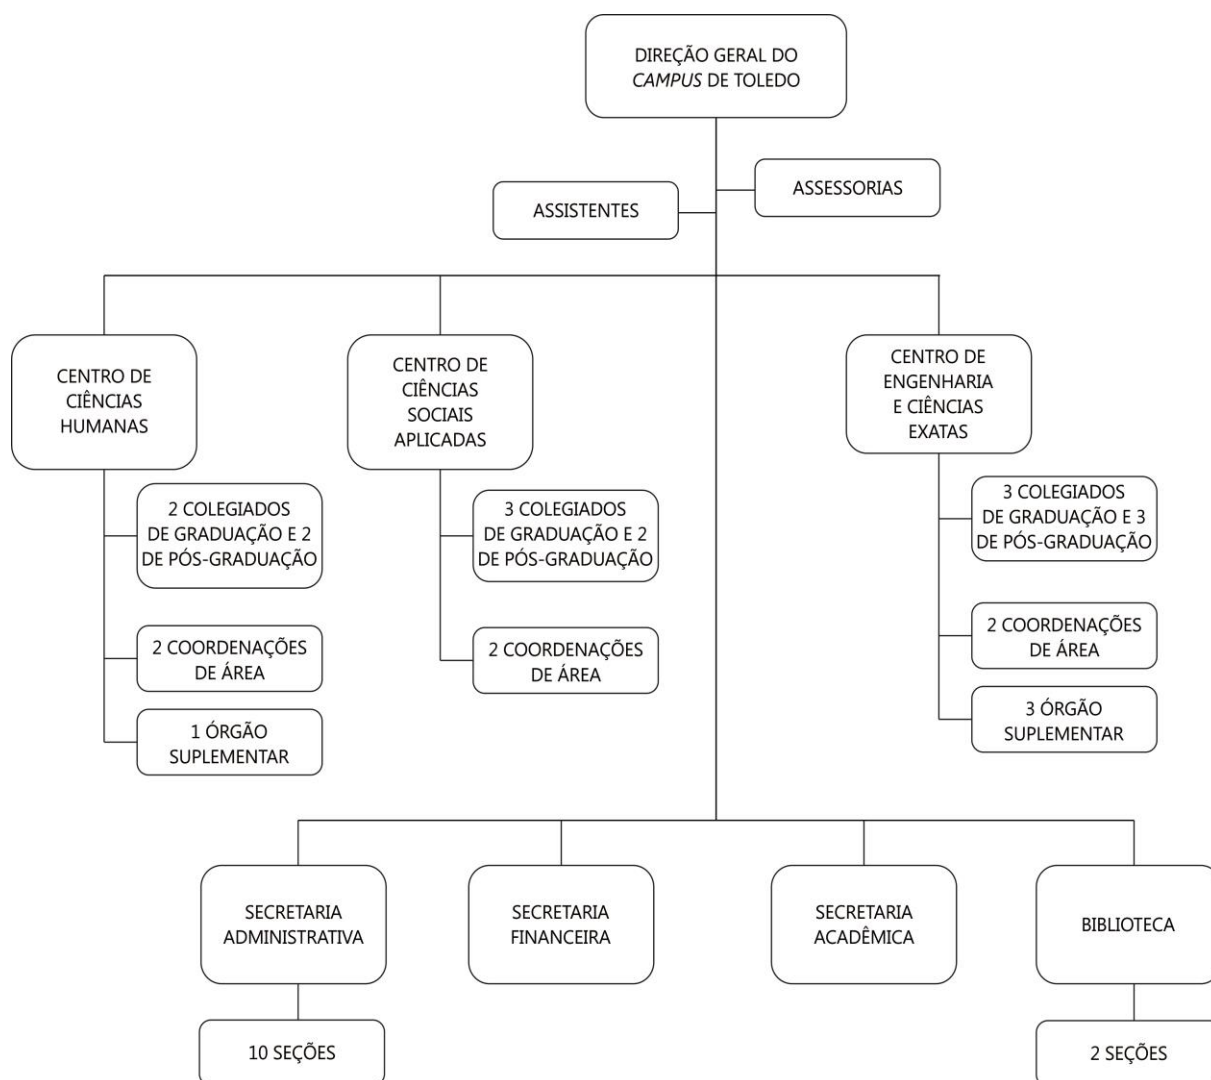 DIREÇÃO GERAL DO
CAMPUS DE TOLEDO
ASSESSORIAS
ASSISTENTES
CENTRO DE
CIÊNCIAS
HUMANAS
CENTRO DE
CIÊNCIAS
SOCIAIS
APLICADAS
CENTRO DE
ENGENHARIA
E CIÊNCIAS
EXATAS
2 COLEGIADOS
DE GRADUAÇÃO E 2
DE PÓS-GRADUAÇÃO
3 COLEGIADOS
DE GRADUAÇÃO E 2
DE PÓS-GRADUAÇÃO
3 COLEGIADOS
DE GRADUAÇÃO E 3
DE PÓS-GRADUAÇÃO
2 COORDENAÇÕES
DE ÁREA
2 COORDENAÇÕES
DE ÁREA
2 COORDENAÇÕES
DE ÁREA
1 ÓRGÃO
SUPLEMENTAR
3 ÓRGÃO
SUPLEMENTAR
SECRETARIA
ADMINISTRATIVA
SECRETARIA
FINANCEIRA
SECRETARIA
ACADÊMICA
BIBLIOTECA
10 SEÇÕES
2 SEÇÕES